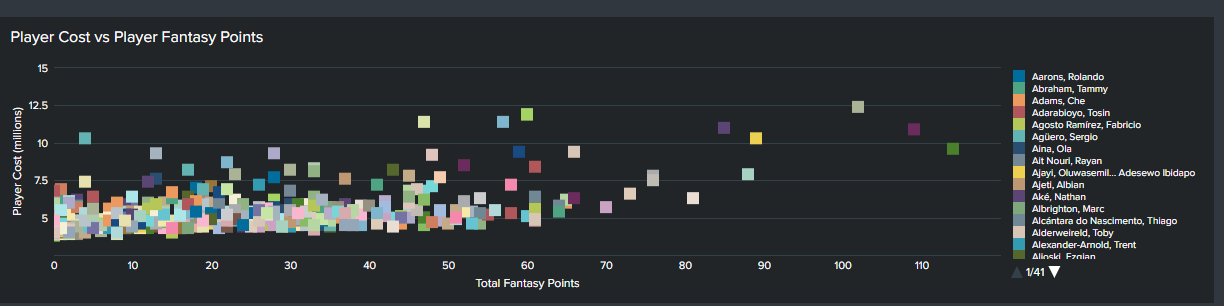 Player Cost vs Player Fantasy Points
15
12.5
10
7.5
5
Player Cost (millions)
0 10 20 30 40 50 60 70 80 90 100 110
Total Fantasy Points
Aarons, Rolando
Abraham, Tammy
Adams, Che
Adarabioyo, Tosin
Agosto Ramírez, Fabricio
Agüero, Sergio
Aina, Ola
Ait Nouri, Rayan
Ajayi, Oluwasemil... Adesewo Ibidapo
Ajeti, Albian
Aké, Nathan
Albrighton, Marc
Alcántara do Nascimento, Thiago
Alderweireld, Toby
Alexander-Arnold, Trent
1/41